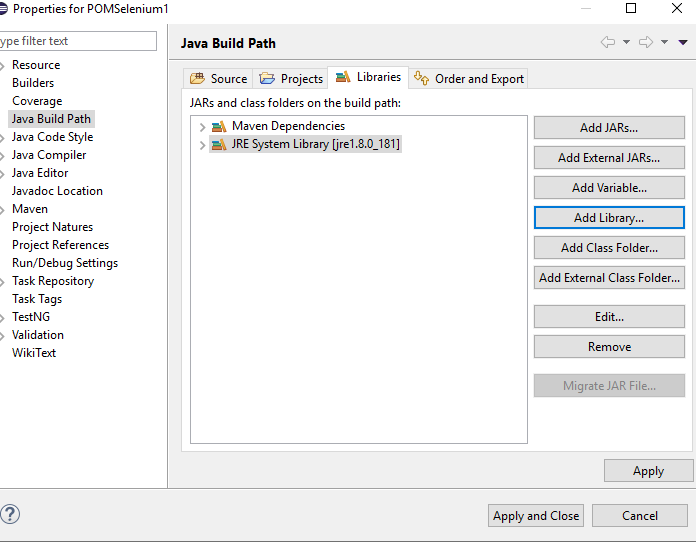 Properties for POMSelenium1
ype filter text
Resource
Builders
Coverage
Java Build Path
Java Code Style
Java Compiler
Java Editor
Javadoc Location
Maven
Project Natures
Project References
Run/Debug Settings
Task Repository
Task Tags
TestNG
Validation
WikiText
Java Build Path
Source Projects Libraries Order and Export
JARs and class folders on the build path:
Maven Dependencies
JRE System Library [jre1.8.0_181]
Add JARs...
Add External JARs...
Add Variable...
Add Library...
Add Class Folder...
Add External Class Folder...
Edit...
Remove
Migrate JAR File...
Apply
?
Apply and Close Cancel